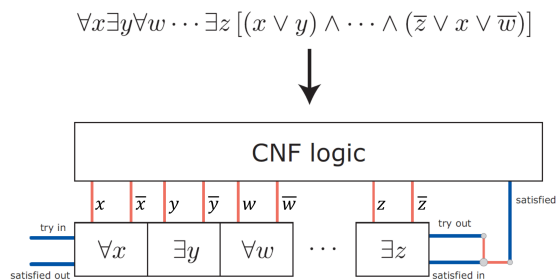 ∀x∃y∀w ⋯ ∃z [(x ∨ y) ∧ ⋯ ∧ (z̅ ∨ x ∨ w̅)]
CNF logic
satisfied
x x̅ y y̅ w w̅ z z̅
try in
try out
∀x ∃y ∀w ⋯ ∃z
satisfied out
satisfied in